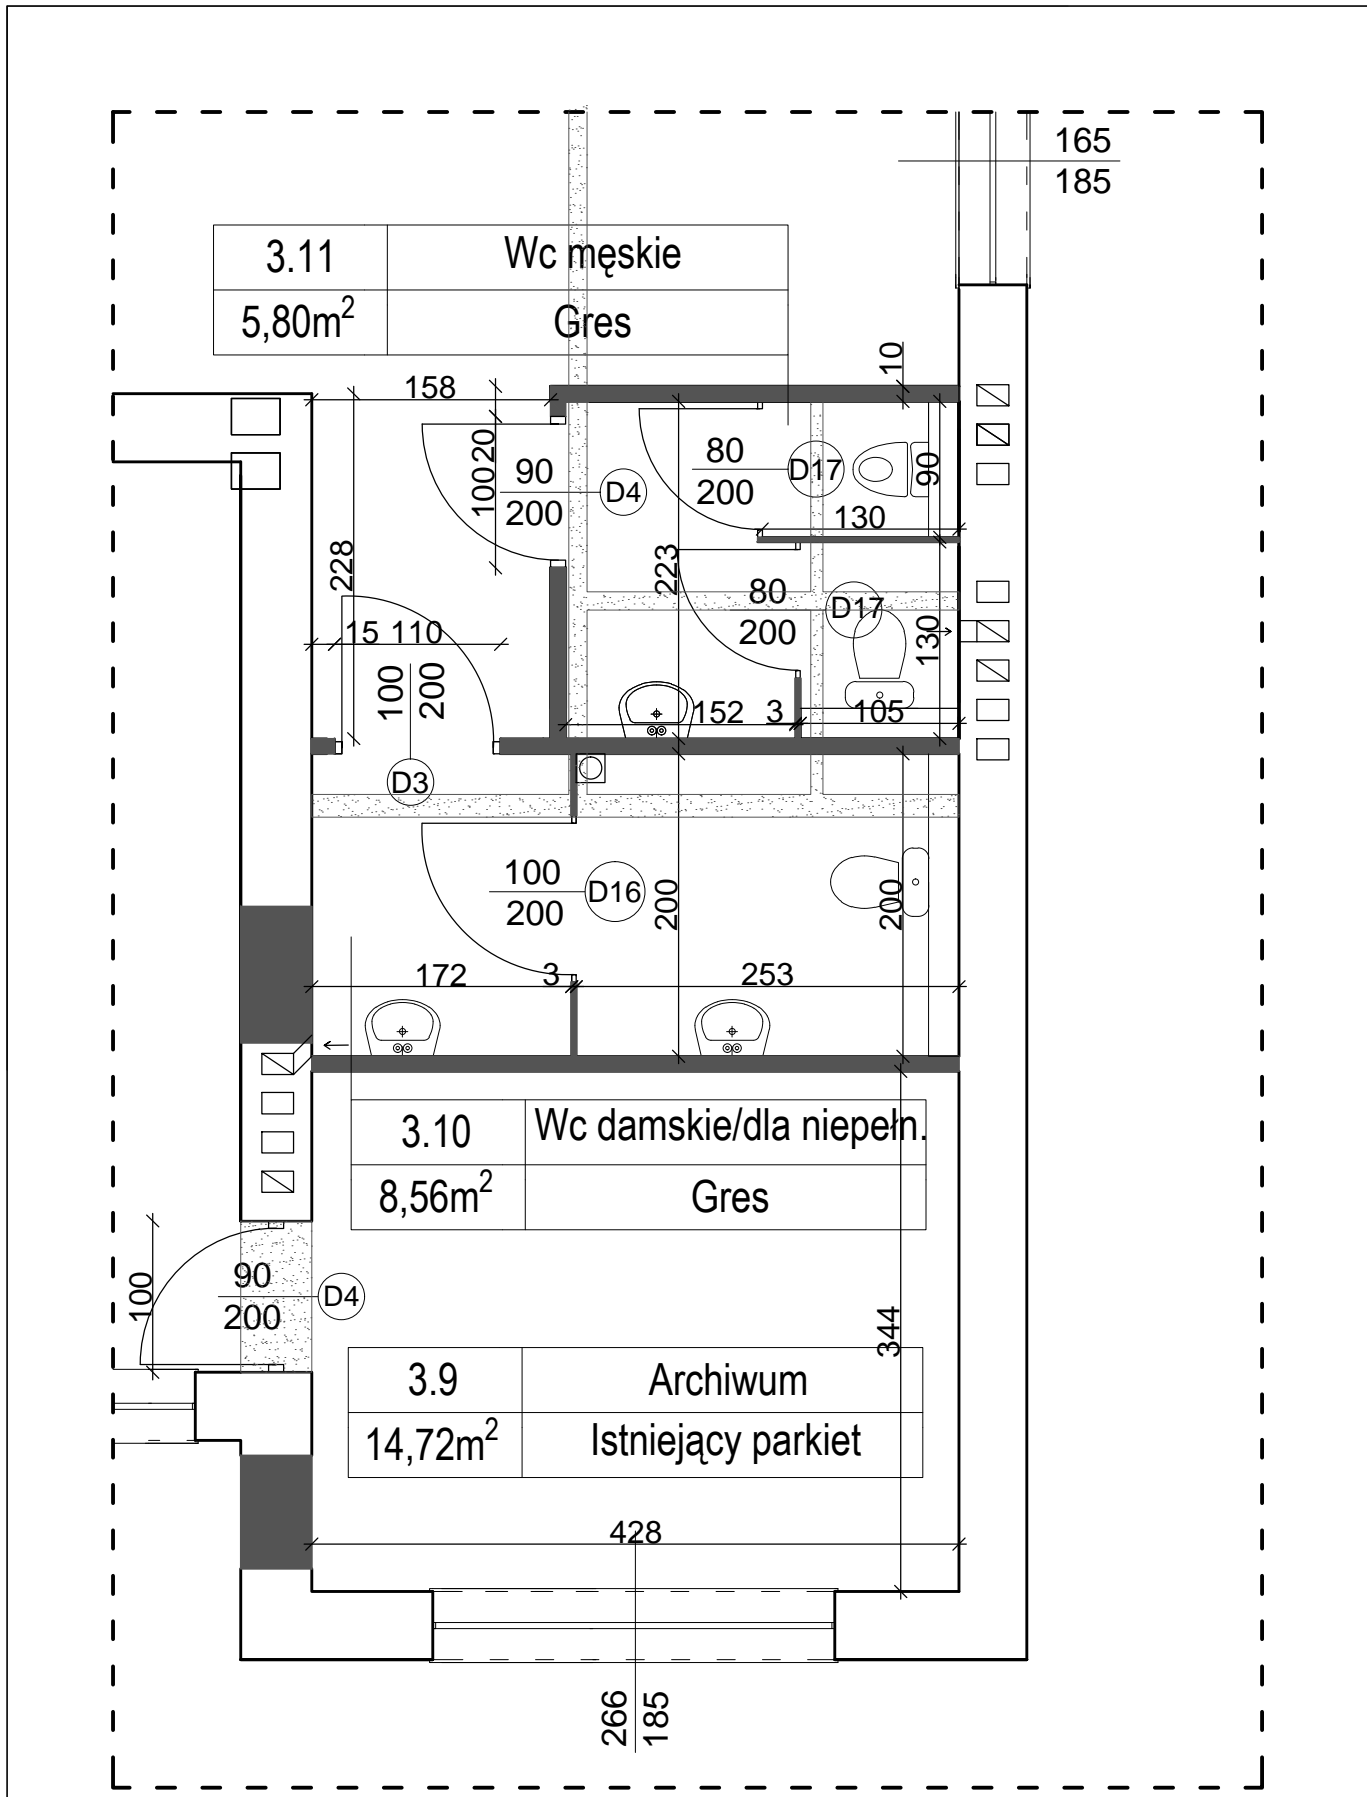 165
185
3.11 Wc męskie
5,80m² Gres
10
158
20
100
90
200
D4
80
200
D17
90
130
228
223
80
200
D17
130
15 110
100
200
D3
152 3 105
100
200
D16
200
200
172 3 253
3.10 Wc damskie/dla niepełn.
8,56m² Gres
100
90
200
D4
344
3.9 Archiwum
14,72m² Istniejący parkiet
428
266
185